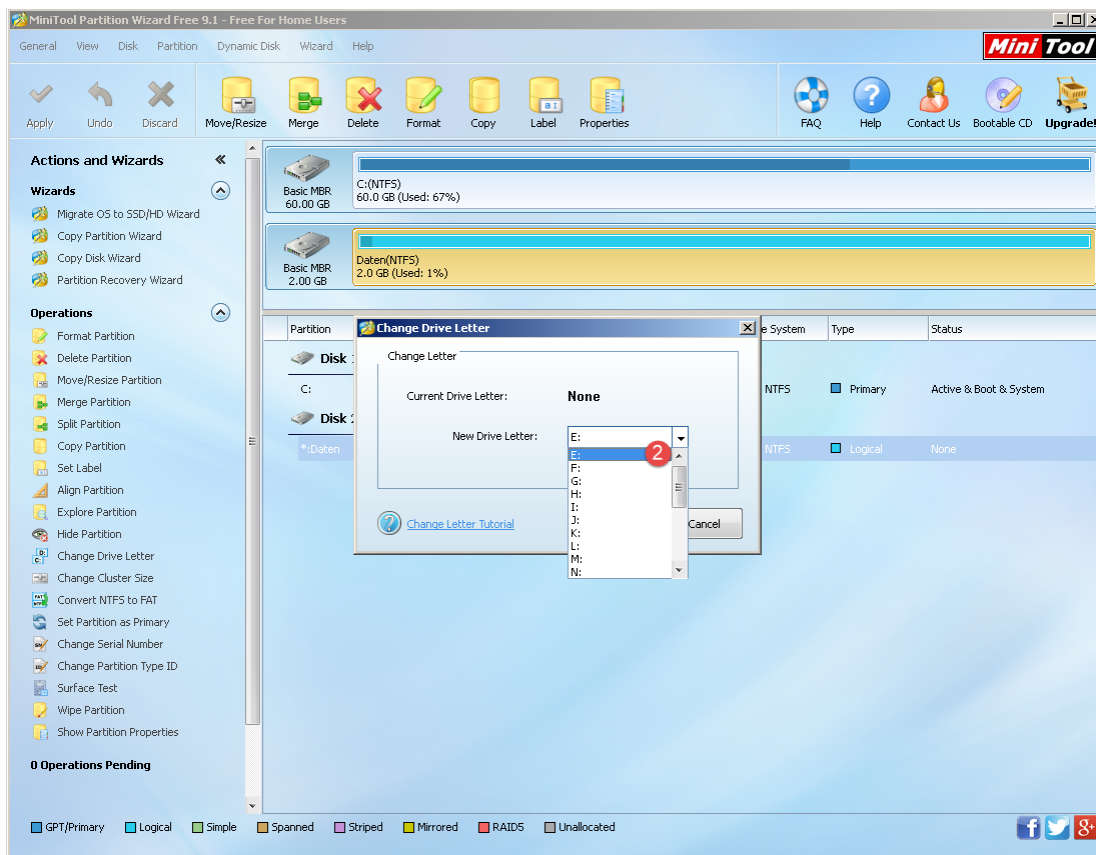 MiniTool Partition Wizard Free 9.1 - Free For Home Users
General View Disk Partition Dynamic Disk Wizard Help
Mini Tool
Apply Undo Discard Move/Resize Merge Delete Format Copy Label Properties FAQ Help Contact Us Bootable CD Upgrade!
Actions and Wizards
Wizards
Migrate OS to SSD/HD Wizard
Copy Partition Wizard
Copy Disk Wizard
Partition Recovery Wizard
Operations
Format Partition
Delete Partition
Move/Resize Partition
Merge Partition
Split Partition
Copy Partition
Set Label
Align Partition
Explore Partition
Hide Partition
Change Drive Letter
Change Cluster Size
Convert NTFS to FAT
Set Partition as Primary
Change Serial Number
Change Partition Type ID
Surface Test
Wipe Partition
Show Partition Properties
0 Operations Pending
Basic MBR
60.00 GB
C:(NTFS)
60.0 GB (Used: 67%)
Basic MBR
2.00 GB
Daten(NTFS)
2.0 GB (Used: 1%)
Partition e System Type Status
Disk
C: NTFS Primary Active & Boot & System
Disk
*:Daten NTFS Logical None
Change Drive Letter
Change Letter
Current Drive Letter: None
New Drive Letter: E:
E:
2
F:
G:
H:
I:
J:
K:
L:
M:
N:
Change Letter Tutorial
Cancel
GPT/Primary Logical Simple Spanned Striped Mirrored RAID5 Unallocated